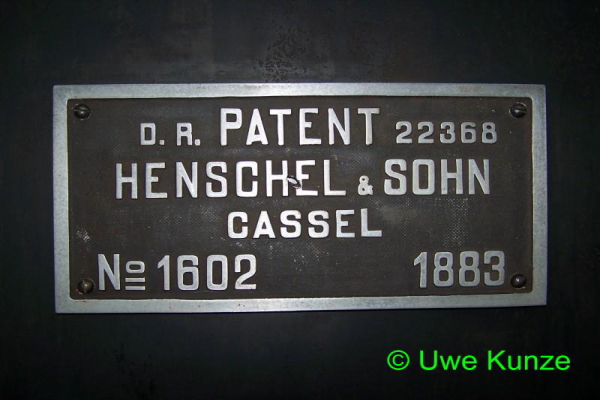 D. R. PATENT 22368
HENSCHEL & SOHN
CASSEL
No 1602 1883
© Uwe Kunze